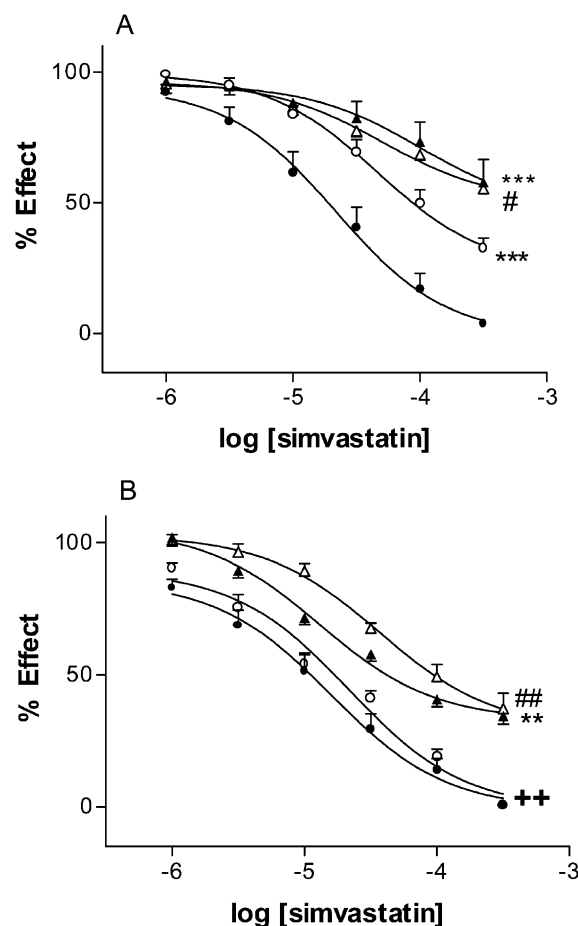 A
100
50
0
% Effect
***
#
***
-6 -5 -4 -3
log [simvastatin]
B
100
50
0
% Effect
##
**
++
-6 -5 -4 -3
log [simvastatin]